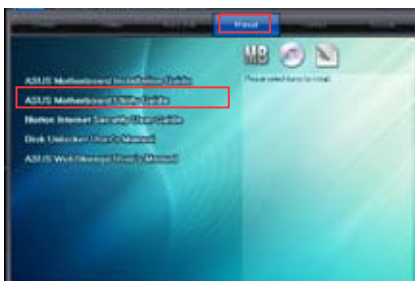 Manual
ASUS Motherboard Installation Guide
Please select items to install.
ASUS Motherboard Utility Guide
Norton Internet Security User Guide
Disk Unlocker User's Manual
ASUS WebStorage User's Manual